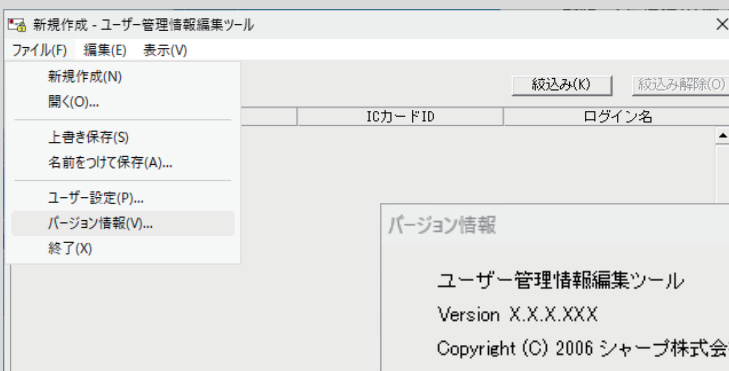 新規作成 - ユーザー管理情報編集ツール
ファイル(F) 編集(E) 表示(V)
新規作成(N)
開く(O)...
上書き保存(S)
名前をつけて保存(A)...
ユーザー設定(P)...
バージョン情報(V)...
終了(X)
絞込み(K) 絞込み解除(O)
ICカードID ログイン名
バージョン情報
ユーザー管理情報編集ツール
Version X.X.X.XXX
Copyright (C) 2006 シャープ株式会